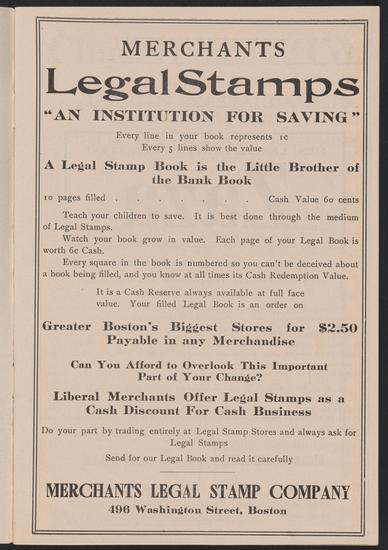 MERCHANTS
Legal Stamps
“AN INSTITUTION FOR SAVING”
Every line in your book represents 1c
Every 5 lines show the value
A Legal Stamp Book is the Little Brother of
the Bank Book
10 pages filled . . . . . . . Cash Value 60 cents
Teach your children to save. It is best done through the medium
of Legal Stamps.
Watch your book grow in value. Each page of your Legal Book is
worth 6c Cash.
Every square in the book is numbered so you can't be deceived about
a book being filled, and you know at all times its Cash Redemption Value.
It is a Cash Reserve always available at full face
value. Your filled Legal Book is an order on
Greater Boston's Biggest Stores for $2.50
Payable in any Merchandise
Can You Afford to Overlook This Important
Part of Your Change?
Liberal Merchants Offer Legal Stamps as a
Cash Discount For Cash Business
Do your part by trading entirely at Legal Stamp Stores and always ask for
Legal Stamps
Send for our Legal Book and read it carefully
MERCHANTS LEGAL STAMP COMPANY
496 Washington Street, Boston